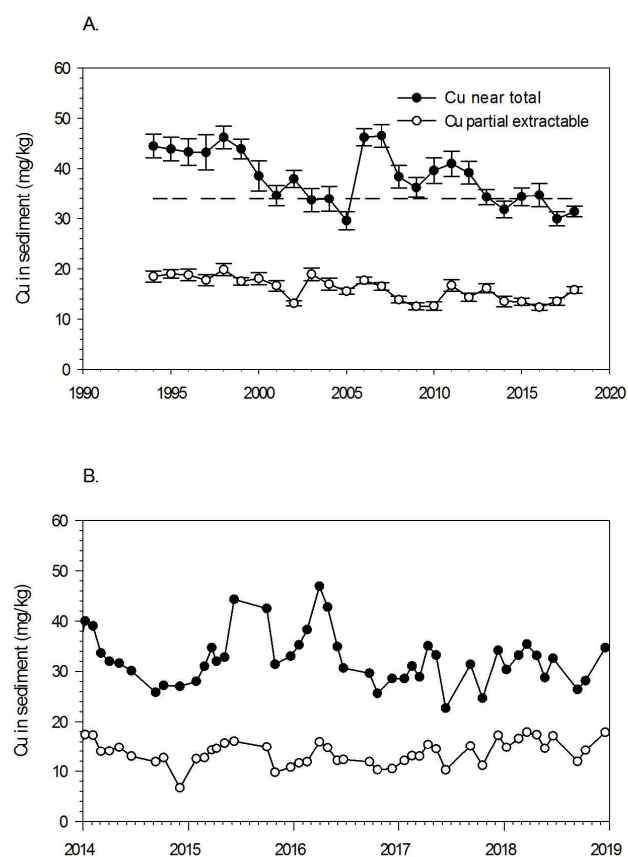 A.
60
50
40
30
20
10
0
Cu in sediment (mg/kg)
Cu near total
Cu partial extractable
1990 1995 2000 2005 2010 2015 2020
B.
60
50
40
30
20
10
0
Cu in sediment (mg/kg)
2014 2015 2016 2017 2018 2019